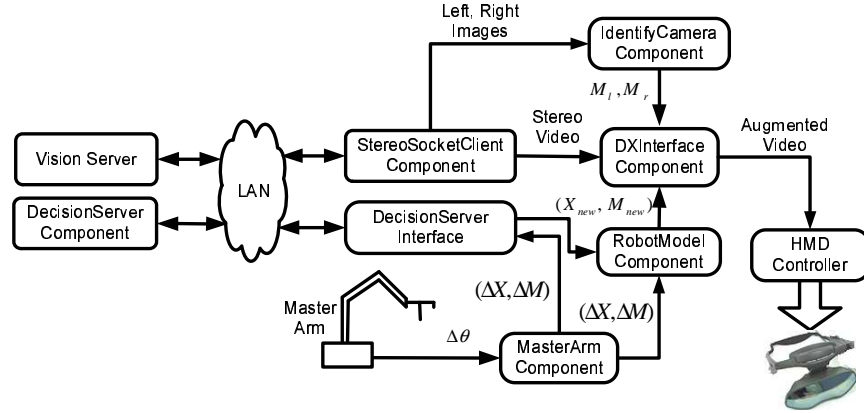 Left, Right
Images
IdentifyCamera
Component
M_l, M_r
Stereo
Video
Vision Server
StereoSocketClient
Component
DXInterface
Component
Augmented
Video
LAN
DecisionServer
Component
DecisionServer
Interface
(X_new, M_new)
RobotModel
Component
HMD
Controller
Master
Arm
(ΔX,ΔM)
(ΔX,ΔM)
Δθ
MasterArm
Component